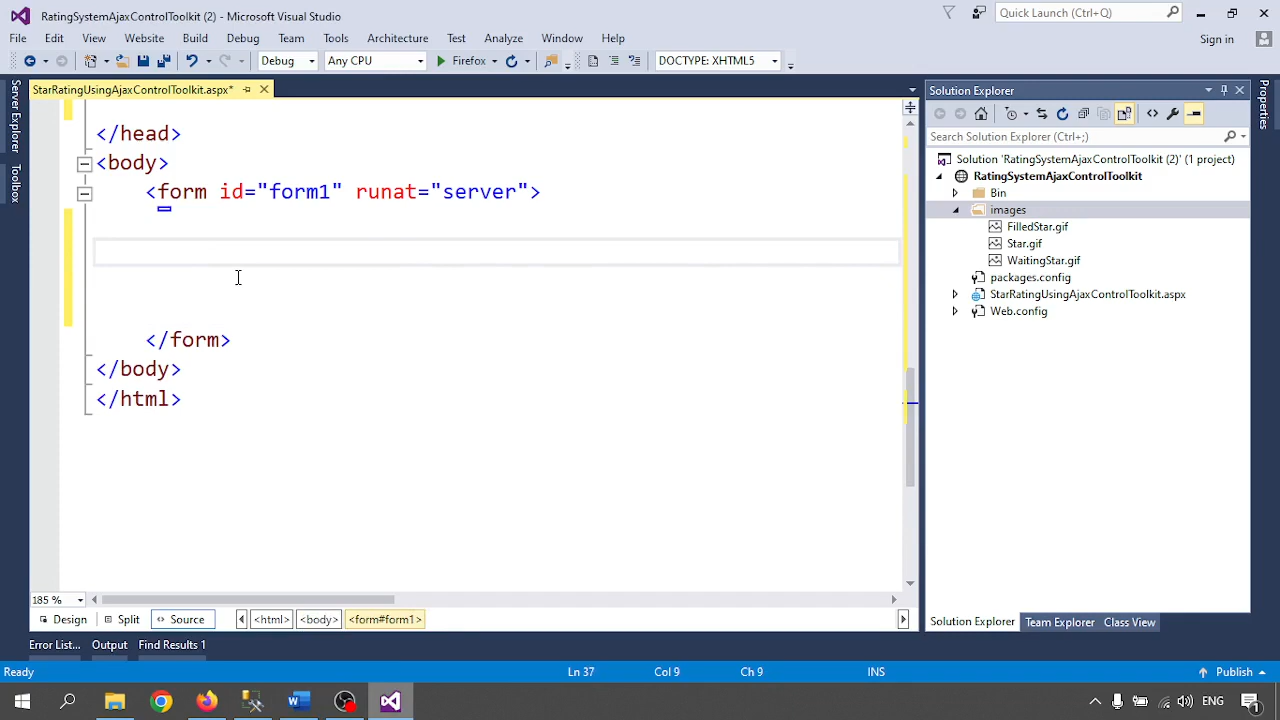 RatingSystemAjaxControlToolkit (2) - Microsoft Visual Studio
Quick Launch (Ctrl+Q)
File Edit View Website Build Debug Team Tools Architecture Test Analyze Window Help
Sign in
Debug Any CPU Firefox DOCTYPE: XHTML5
Server Explorer
Toolbox
StarRatingUsingAjaxControlToolkit.aspx*
</head>
<body>
<form id="form1" runat="server">
</form>
</body>
</html>
185 %
Design Split Source <html> <body> <form#form1>
Solution Explorer
Search Solution Explorer (Ctrl+;)
Solution 'RatingSystemAjaxControlToolkit (2)' (1 project)
RatingSystemAjaxControlToolkit
Bin
images
FilledStar.gif
Star.gif
WaitingStar.gif
packages.config
StarRatingUsingAjaxControlToolkit.aspx
Web.config
Solution Explorer Team Explorer Class View
Properties
Error List... Output Find Results 1
Ready Ln 37 Col 9 Ch 9 INS Publish
ENG 1